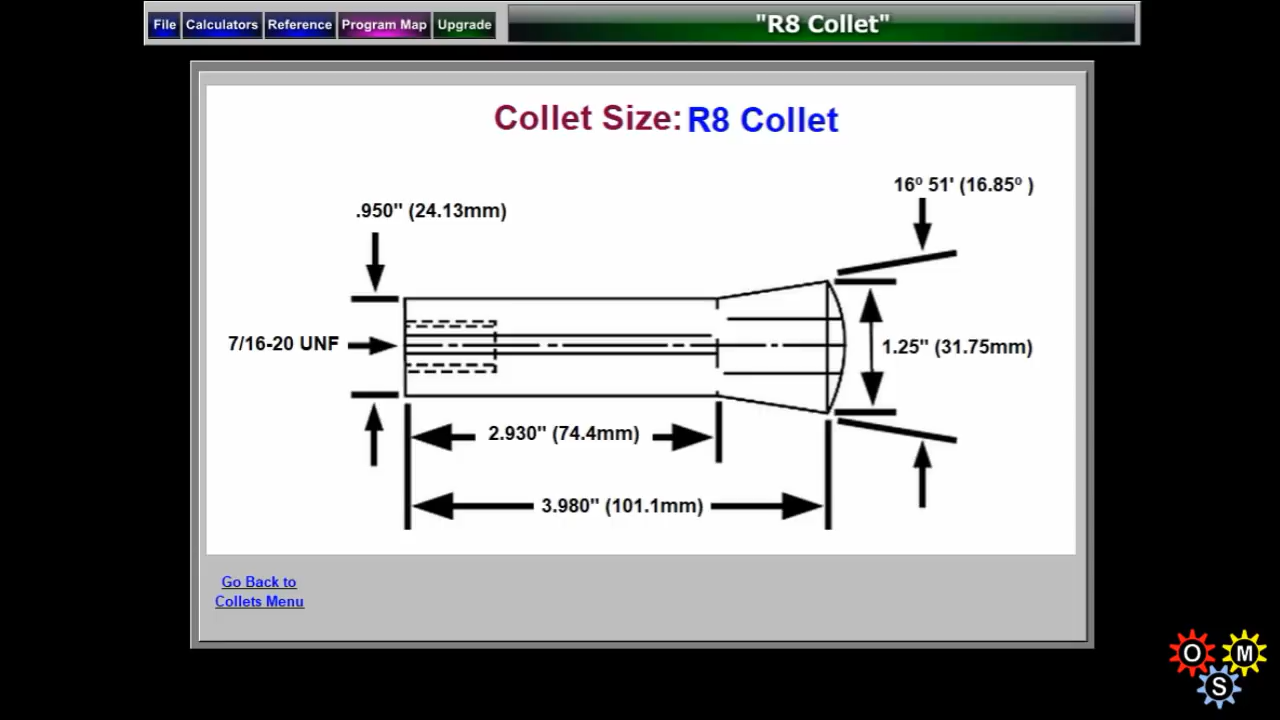 File Calculators Reference Program Map Upgrade
"R8 Collet"
Collet Size: R8 Collet
16º 51' (16.85º )
.950" (24.13mm)
7/16-20 UNF
1.25" (31.75mm)
2.930" (74.4mm)
3.980" (101.1mm)
Go Back to
Collets Menu
O M
S